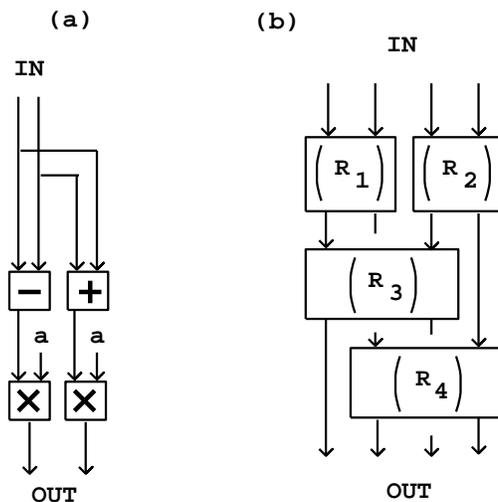 (a)
IN
− +
a a
× ×
OUT
(b)
IN
(R1) (R2)
(R3)
(R4)
OUT